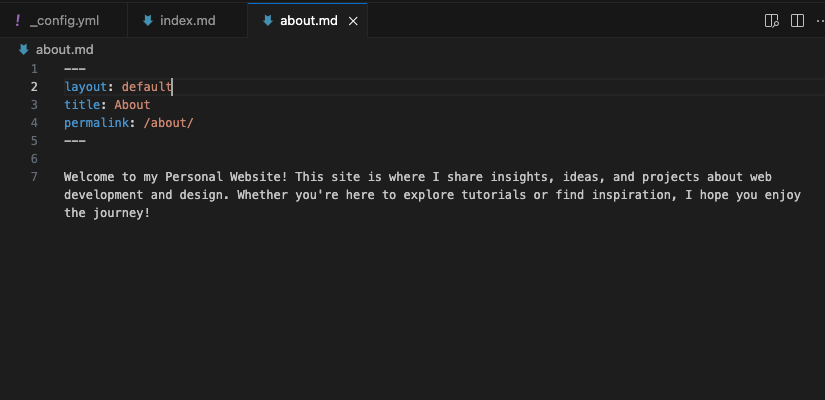 ! _config.yml index.md about.md ×
about.md
1 ---
2 layout: default
3 title: About
4 permalink: /about/
5 ---
6
7 Welcome to my Personal Website! This site is where I share insights, ideas, and projects about web
development and design. Whether you're here to explore tutorials or find inspiration, I hope you enjoy
the journey!